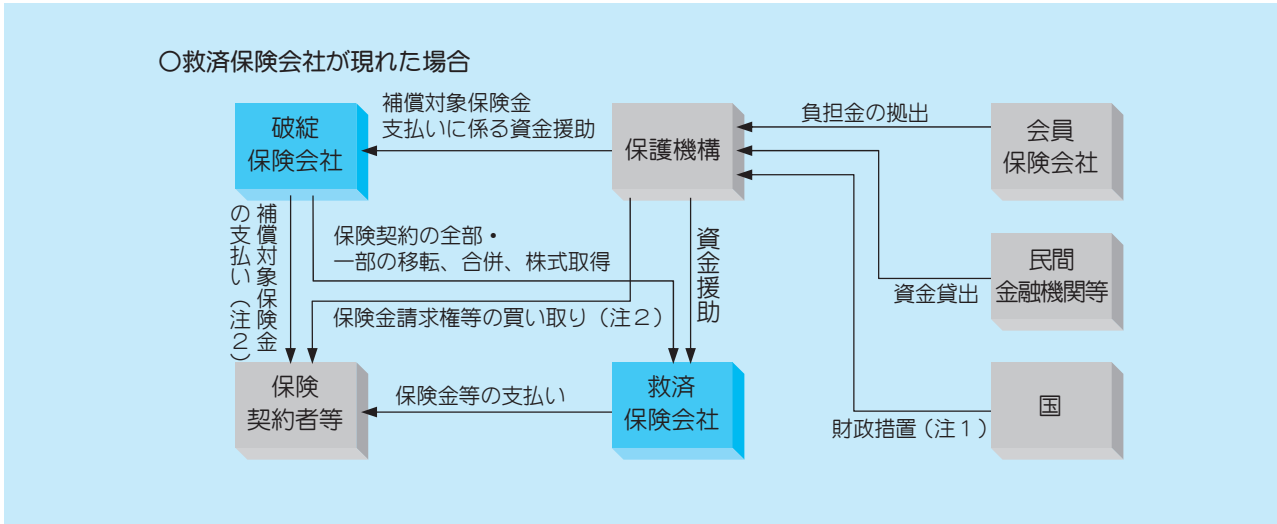 ○救済保険会社が現れた場合
破綻
保険会社
補償対象保険金
支払いに係る資金援助
保護機構
負担金の拠出
会員
保険会社
補償対象保険金
の支払い（注２）
保険契約の全部・
一部の移転、合併、株式取得
資金援助
民間
金融機関等
資金貸出
保険金請求権等の買い取り（注２）
保険
契約者等
保険金等の支払い
救済
保険会社
国
財政措置（注１）